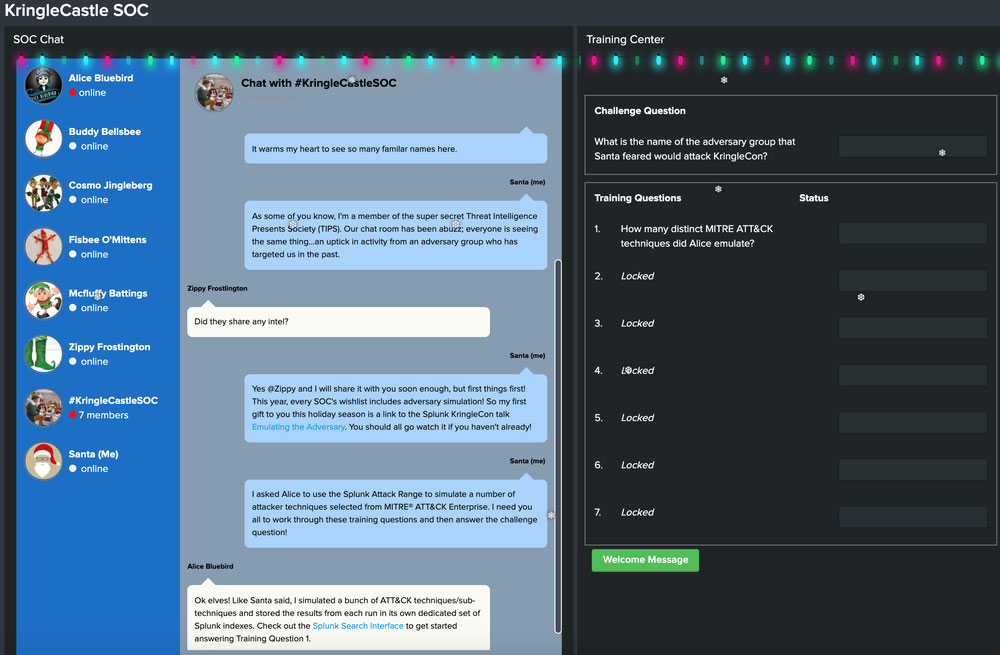 KringleCastle SOC
SOC Chat
Alice Bluebird
online
Buddy Bellsbee
online
Cosmo Jingleberg
online
Fisbee O'Mittens
online
Mcfluffy Battings
online
Zippy Frostington
online
#KringleCastleSOC
7 members
Santa (Me)
online
Chat with #KringleCastleSOC
It warms my heart to see so many familar names here.
Santa (me)
As some of you know, I'm a member of the super secret Threat Intelligence
Presents Society (TIPS). Our chat room has been abuzz; everyone is seeing
the same thing...an uptick in activity from an adversary group who has
targeted us in the past.
Zippy Frostlington
Did they share any intel?
Santa (me)
Yes @Zippy and I will share it with you soon enough, but first things first!
This year, every SOC's wishlist includes adversary simulation! So my first
gift to you this holiday season is a link to the Splunk KringleCon talk
Emulating the Adversary. You should all go watch it if you haven't already!
Santa (me)
I asked Alice to use the Splunk Attack Range to simulate a number of
attacker techniques selected from MITRE® ATT&CK Enterprise. I need you
all to work through these training questions and then answer the challenge
question!
Alice Bluebird
Ok elves! Like Santa said, I simulated a bunch of ATT&CK techniques/sub-
techniques and stored the results from each run in its own dedicated set of
Splunk indexes. Check out the Splunk Search Interface to get started
answering Training Question 1.
Training Center
Challenge Question
What is the name of the adversary group that
Santa feared would attack KringleCon?
Training Questions Status
1. How many distinct MITRE ATT&CK
techniques did Alice emulate?
2. Locked
3. Locked
4. Locked
5. Locked
6. Locked
7. Locked
Welcome Message